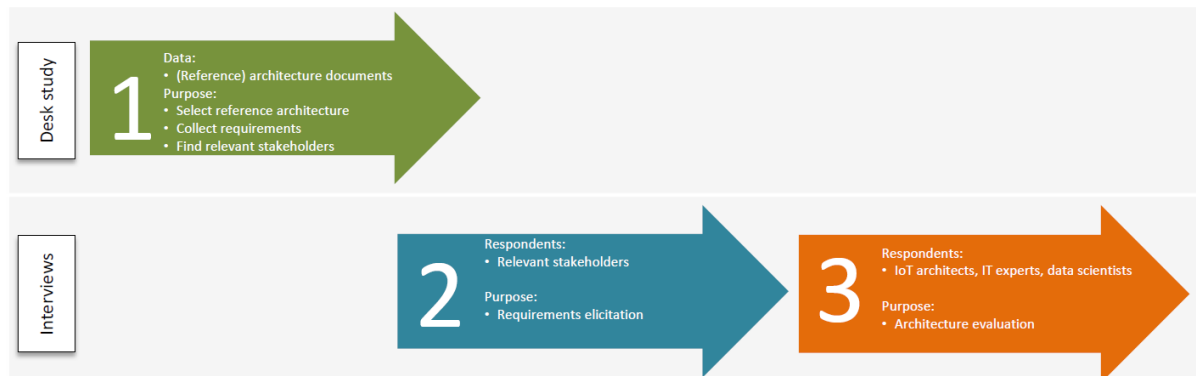 Desk study
1
Data:
• (Reference) architecture documents
Purpose:
• Select reference architecture
• Collect requirements
• Find relevant stakeholders
Interviews
2
Respondents:
• Relevant stakeholders
Purpose:
• Requirements elicitation
3
Respondents:
• IoT architects, IT experts, data scientists
Purpose:
• Architecture evaluation